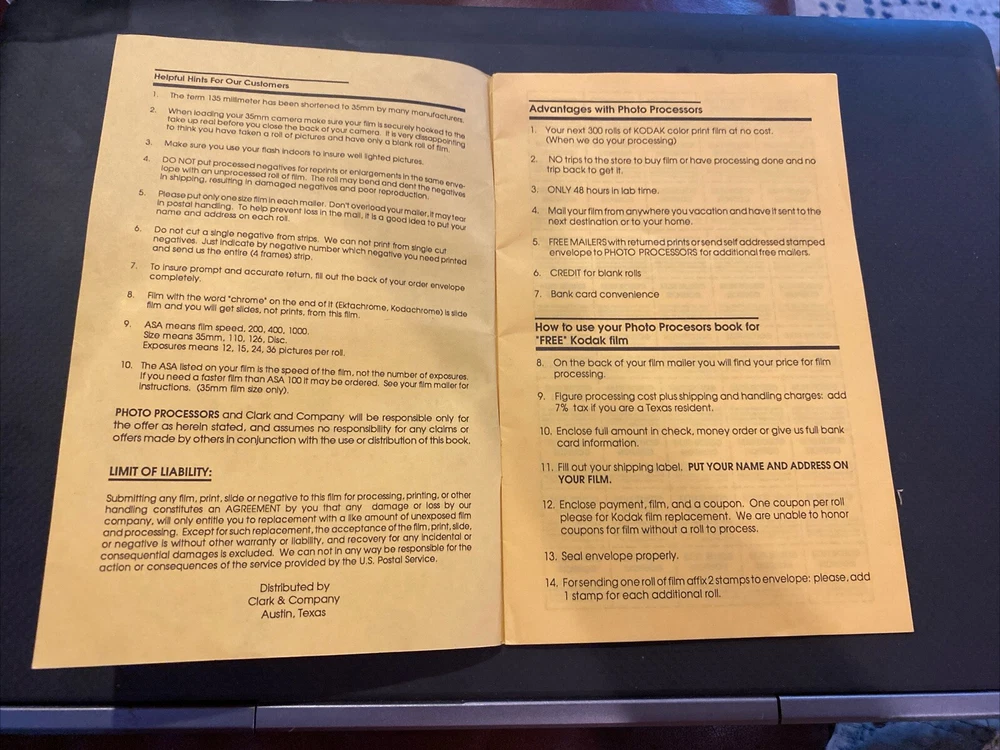 Helpful Hints For Our Customers
1. The term 135 millimeter has been shortened to 35mm by many manufacturers.
2. When loading your 35mm camera make sure your film is securely hooked to the
take up real before you close the back of your camera. It is very disappointing
to think you have taken a roll of pictures and have only a blank roll of film.
3. Make sure you use your flash indoors to insure well lighted pictures.
4. DO NOT put processed negatives for reprints or enlargements in the same enve-
lope with an unprocessed roll of film. The roll may bend and dent the negatives
in shipping, resulting in damaged negatives and poor reproduction.
5. Please put only one size film in each mailer. Don't overload your mailer, it may tear
in postal handling. To help prevent loss in the mail, it is a good idea to put your
name and address on each roll.
6. Do not cut a single negative from strips. We can not print from single cut
negatives. Just indicate by negative number which negative you need printed
and send us the entire (4 frames) strip.
7. To insure prompt and accurate return, fill out the back of your order envelope
completely.
8. Film with the word "chrome" on the end of it (Ektachrome, Kodachrome) is slide
film and you will get slides, not prints, from this film.
9. ASA means film speed, 200, 400, 1000.
Size means 35mm, 110, 126, Disc.
Exposures means 12, 15, 24, 36 pictures per roll.
10. The ASA listed on your film is the speed of the film, not the number of exposures.
If you need a faster film than ASA 100 it may be ordered. See your film mailer for
instructions. (35mm film size only).
PHOTO PROCESSORS and Clark and Company will be responsible only for
the offer as herein stated, and assumes no responsibility for any claims or
offers made by others in conjunction with the use or distribution of this book.
LIMIT OF LIABILITY:
Submitting any film, print, slide or negative to this film for processing, printing, or other
handling constitutes an AGREEMENT by you that any damage or loss by our
company, will only entitle you to replacement with a like amount of unexposed film
and processing. Except for such replacement, the acceptance of the film, print, slide,
or negative is without other warranty or liability, and recovery for any incidental or
consequential damages is excluded. We can not in any way be responsible for the
action or consequences of the service provided by the U.S. Postal Service.
Distributed by
Clark & Company
Austin, Texas
Advantages with Photo Processors
1. Your next 300 rolls of KODAK color print film at no cost.
(When we do your processing)
2. NO trips to the store to buy film or have processing done and no
trip back to get it.
3. ONLY 48 hours in lab time.
4. Mail your film from anywhere you vacation and have it sent to the
next destination or to your home.
5. FREE MAILERS with returned prints or send self addressed stamped
envelope to PHOTO PROCESSORS for additional free mailers.
6. CREDIT for blank rolls
7. Bank card convenience
How to use your Photo Procesors book for
"FREE" Kodak film
8. On the back of your film mailer you will find your price for film
processing.
9. Figure processing cost plus shipping and handling charges: add
7% tax if you are a Texas resident.
10. Enclose full amount in check, money order or give us full bank
card information.
11. Fill out your shipping label. PUT YOUR NAME AND ADDRESS ON
YOUR FILM.
12. Enclose payment, film, and a coupon. One coupon per roll
please for Kodak film replacement. We are unable to honor
coupons for film without a roll to process.
13. Seal envelope properly.
14. For sending one roll of film affix 2 stamps to envelope: please, add
1 stamp for each additional roll.